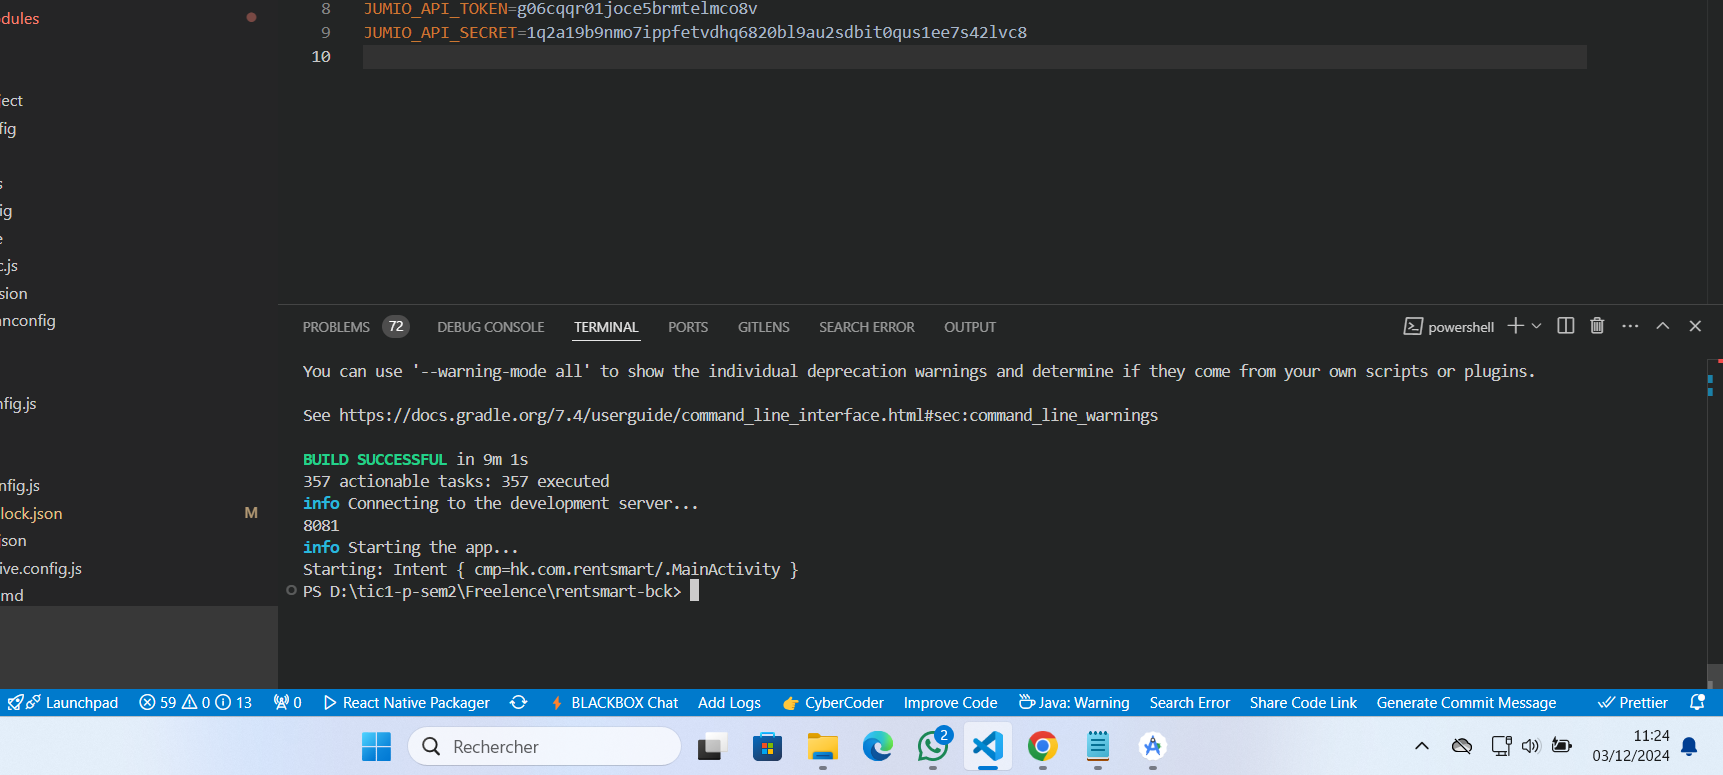 dules
8 JUMIO_API_TOKEN=g06cqqr01joce5brmtelmco8v
9 JUMIO_API_SECRET=1q2a19b9nmo7ippfetvdhq6820bl9au2sdbit0qus1ee7s42lvc8
10
ject
fig
s
ig
e
c.js
sion
anconfig
nfig.js
nfig.js
lock.json M
json
ive.config.js
md
PROBLEMS 72 DEBUG CONSOLE TERMINAL PORTS GITLENS SEARCH ERROR OUTPUT powershell
You can use '--warning-mode all' to show the individual deprecation warnings and determine if they come from your own scripts or plugins.
See https://docs.gradle.org/7.4/userguide/command_line_interface.html#sec:command_line_warnings
BUILD SUCCESSFUL in 9m 1s
357 actionable tasks: 357 executed
info Connecting to the development server...
8081
info Starting the app...
Starting: Intent { cmp=hk.com.rentsmart/.MainActivity }
PS D:\tic1-p-sem2\Freelence\rentsmart-bck>
Launchpad 59 0 13 0 React Native Packager BLACKBOX Chat Add Logs CyberCoder Improve Code Java: Warning Search Error Share Code Link Generate Commit Message Prettier
Rechercher 2 11:24
03/12/2024